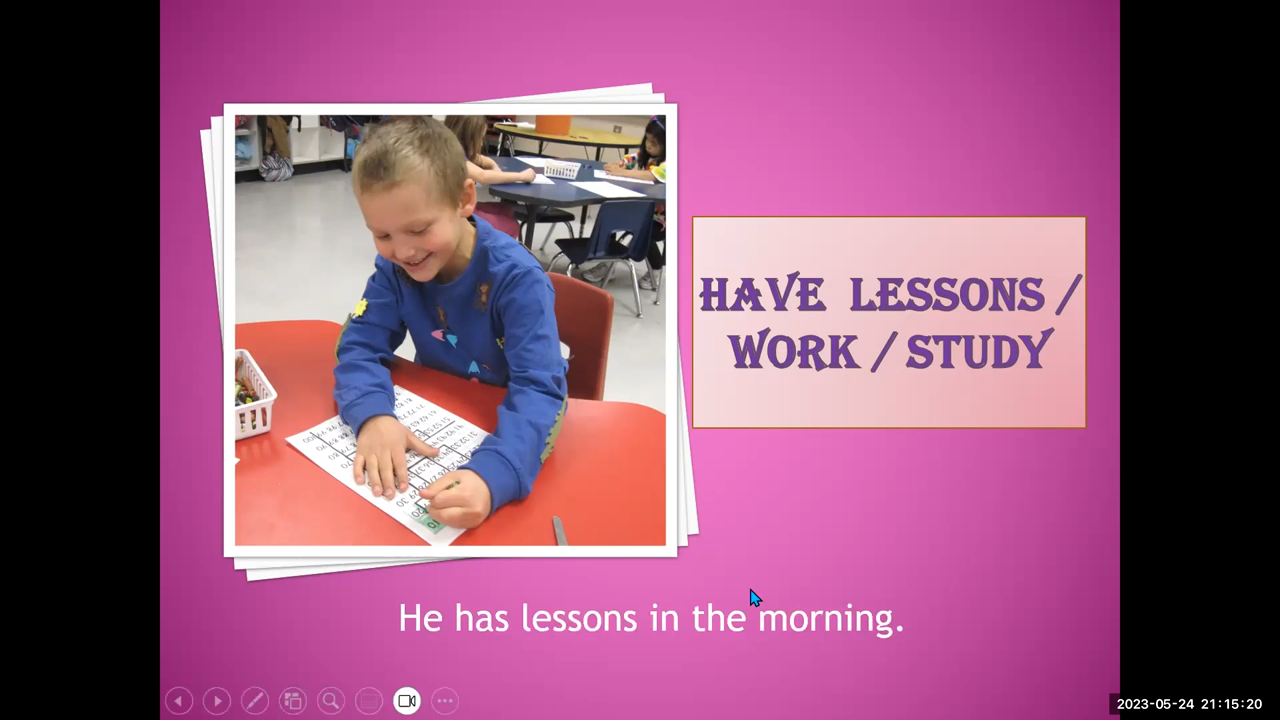 HAVE LESSONS /
WORK / STUDY
He has lessons in the morning.
2023-05-24 21:15:20